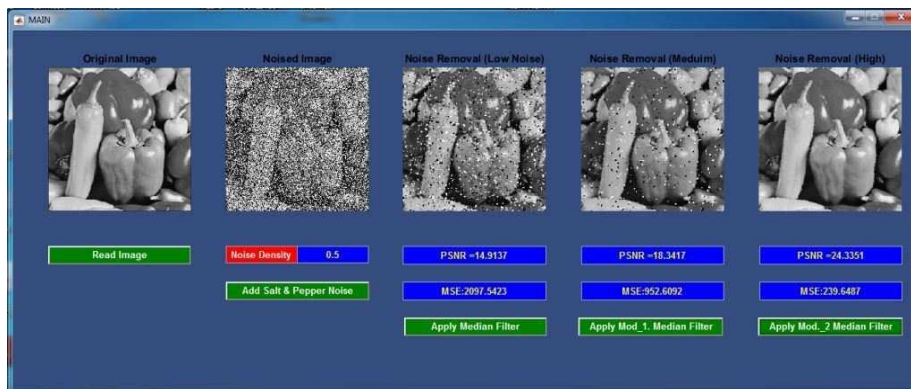 MAIN
Original Image
Noised Image
Noise Removal (Low Noise)
Noise Removal (Meduim)
Noise Removal (High)
Read Image
Noise Density 0.5
PSNR =14.9137
PSNR =18.3417
PSNR =24.3351
Add Salt & Pepper Noise
MSE:2097.5423
MSE:952.6092
MSE:239.6487
Apply Median Filter
Apply Mod_1. Median Filter
Apply Mod._2 Median Filter